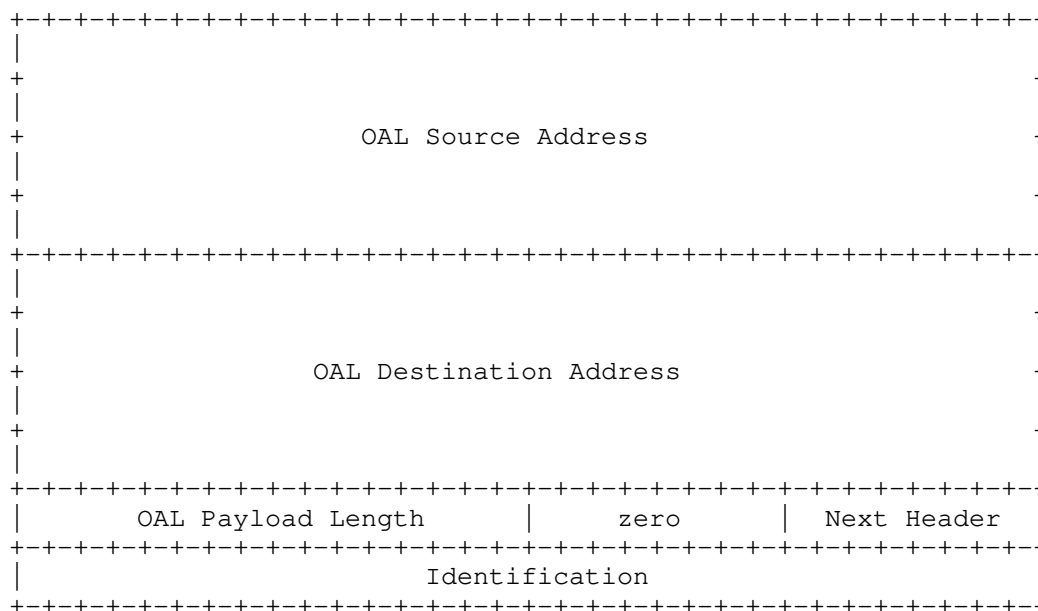 OAL Source Address
OAL Destination Address
OAL Payload Length | zero | Next Header
Identification